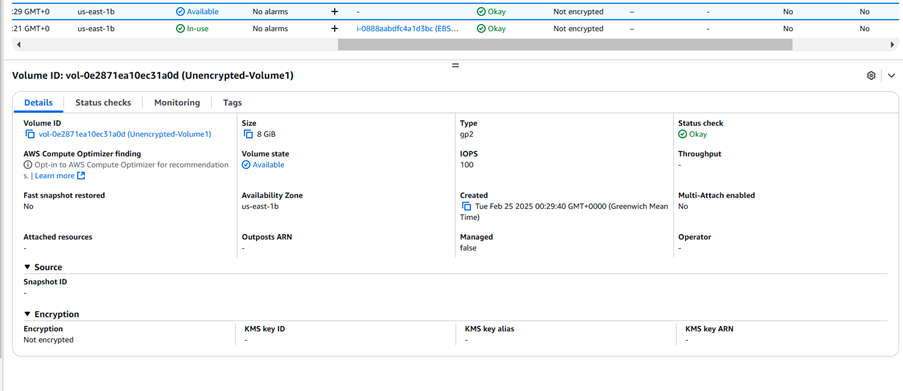 :29 GMT+0 us-east-1b Available No alarms + - Okay Not encrypted – - No No
:21 GMT+0 us-east-1b In-use No alarms + i-0888aabdfc4a1d3bc (EBS... Okay Not encrypted – - No No
Volume ID: vol-0e2871ea10ec31a0d (Unencrypted-Volume1)
Details Status checks Monitoring Tags
Volume ID Size Type Status check
vol-0e2871ea10ec31a0d (Unencrypted-Volume1) 8 GiB gp2 Okay
AWS Compute Optimizer finding Volume state IOPS Throughput
Opt-in to AWS Compute Optimizer for recommendation Available 100 -
s. | Learn more
Fast snapshot restored Availability Zone Created Multi-Attach enabled
No us-east-1b Tue Feb 25 2025 00:29:40 GMT+0000 (Greenwich Mean No
Time)
Attached resources Outposts ARN Managed Operator
- - false -
Source
Snapshot ID
-
Encryption
Encryption KMS key ID KMS key alias KMS key ARN
Not encrypted - - -